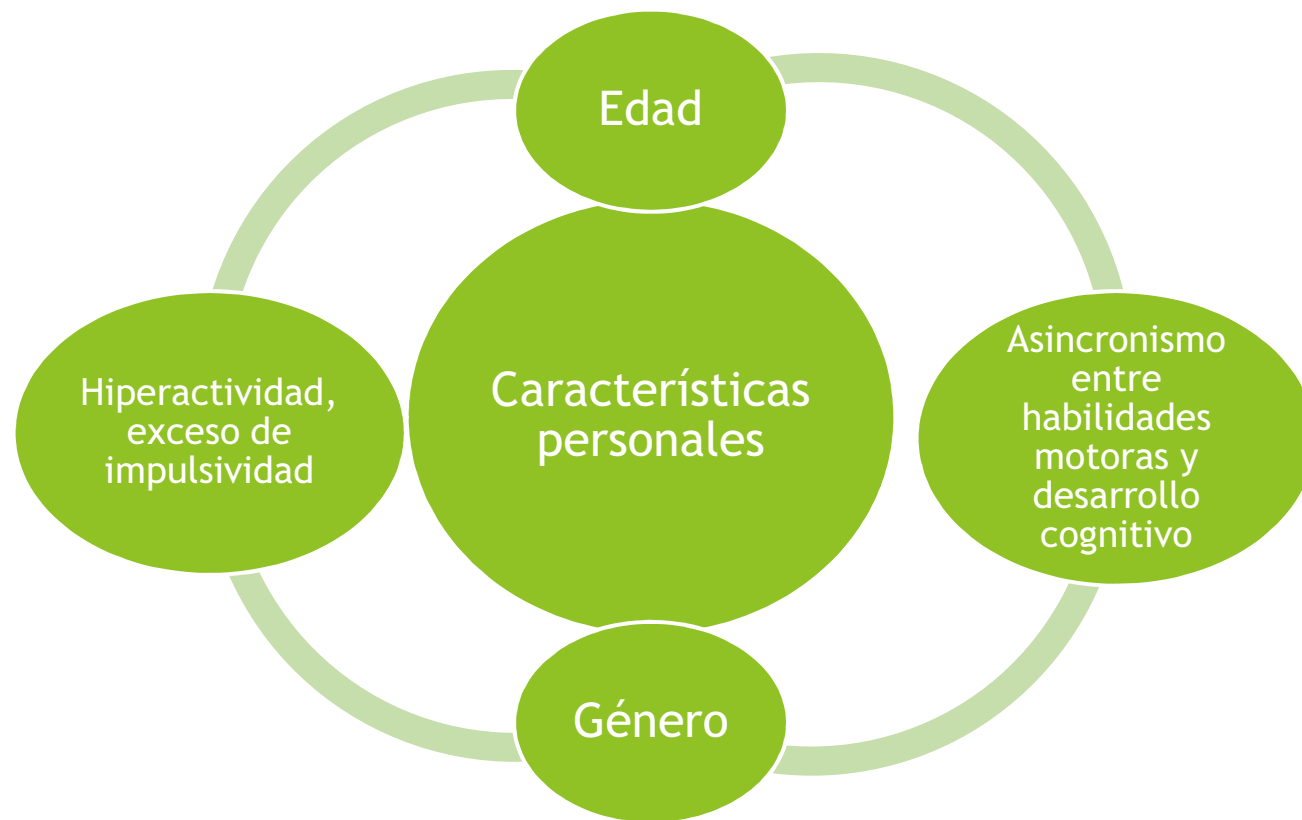 Edad
Características
personales
Hiperactividad,
exceso de
impulsividad
Asincronismo
entre
habilidades
motoras y
desarrollo
cognitivo
Género